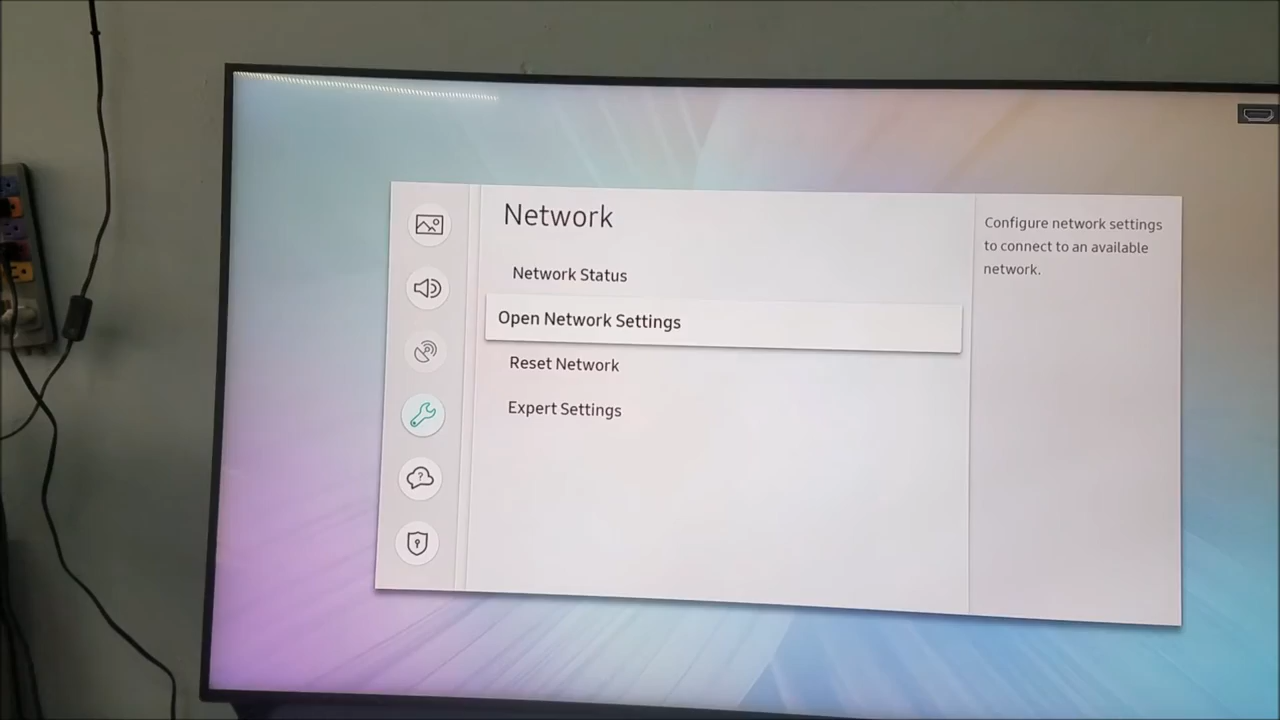 Network
Network Status
Open Network Settings
Reset Network
Expert Settings
Configure network settings
to connect to an available
network.